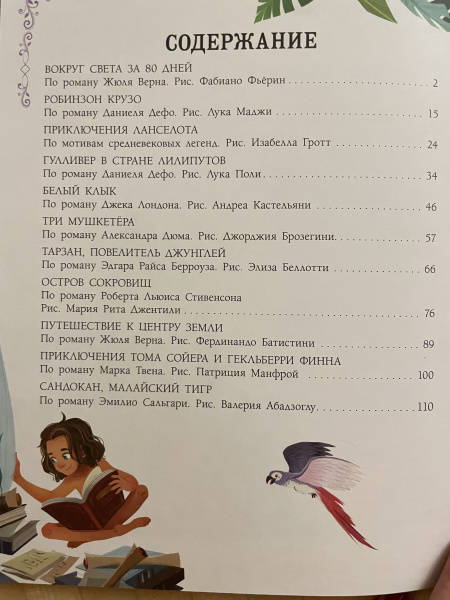 СОДЕРЖАНИЕ
ВОКРУГ СВЕТА ЗА 80 ДНЕЙ
По роману Жюля Верна. Рис. Фабиано Фьёрин 2
РОБИНЗОН КРУЗО
По роману Даниеля Дефо. Рис. Лука Маджи 15
ПРИКЛЮЧЕНИЯ ЛАНСЕЛОТА
По мотивам средневековых легенд. Рис. Изабелла Гротт 24
ГУЛЛИВЕР В СТРАНЕ ЛИЛИПУТОВ
По роману Даниеля Дефо. Рис. Лука Поли 34
БЕЛЫЙ КЛЫК
По роману Джека Лондона. Рис. Андреа Кастельяни 46
ТРИ МУШКЕТЁРА
По роману Александра Дюма. Рис. Джорджия Брозегини. 57
ТАРЗАН, ПОВЕЛИТЕЛЬ ДЖУНГЛЕЙ
По роману Эдгара Райса Берроуза. Рис. Элиза Беллотти 66
ОСТРОВ СОКРОВИЩ
По роману Роберта Льюиса Стивенсона
Рис. Мария Рита Джентили 76
ПУТЕШЕСТВИЕ К ЦЕНТРУ ЗЕМЛИ
По роману Жюля Верна. Рис. Фердинандо Батистини 89
ПРИКЛЮЧЕНИЯ ТОМА СОЙЕРА И ГЕКЛЬБЕРРИ ФИННА
По роману Марка Твена. Рис. Патриция Манфрой 100
САНДОКАН, МАЛАЙСКИЙ ТИГР
По роману Эмилио Сальгари. Рис. Валерия Абадзоглу. 110